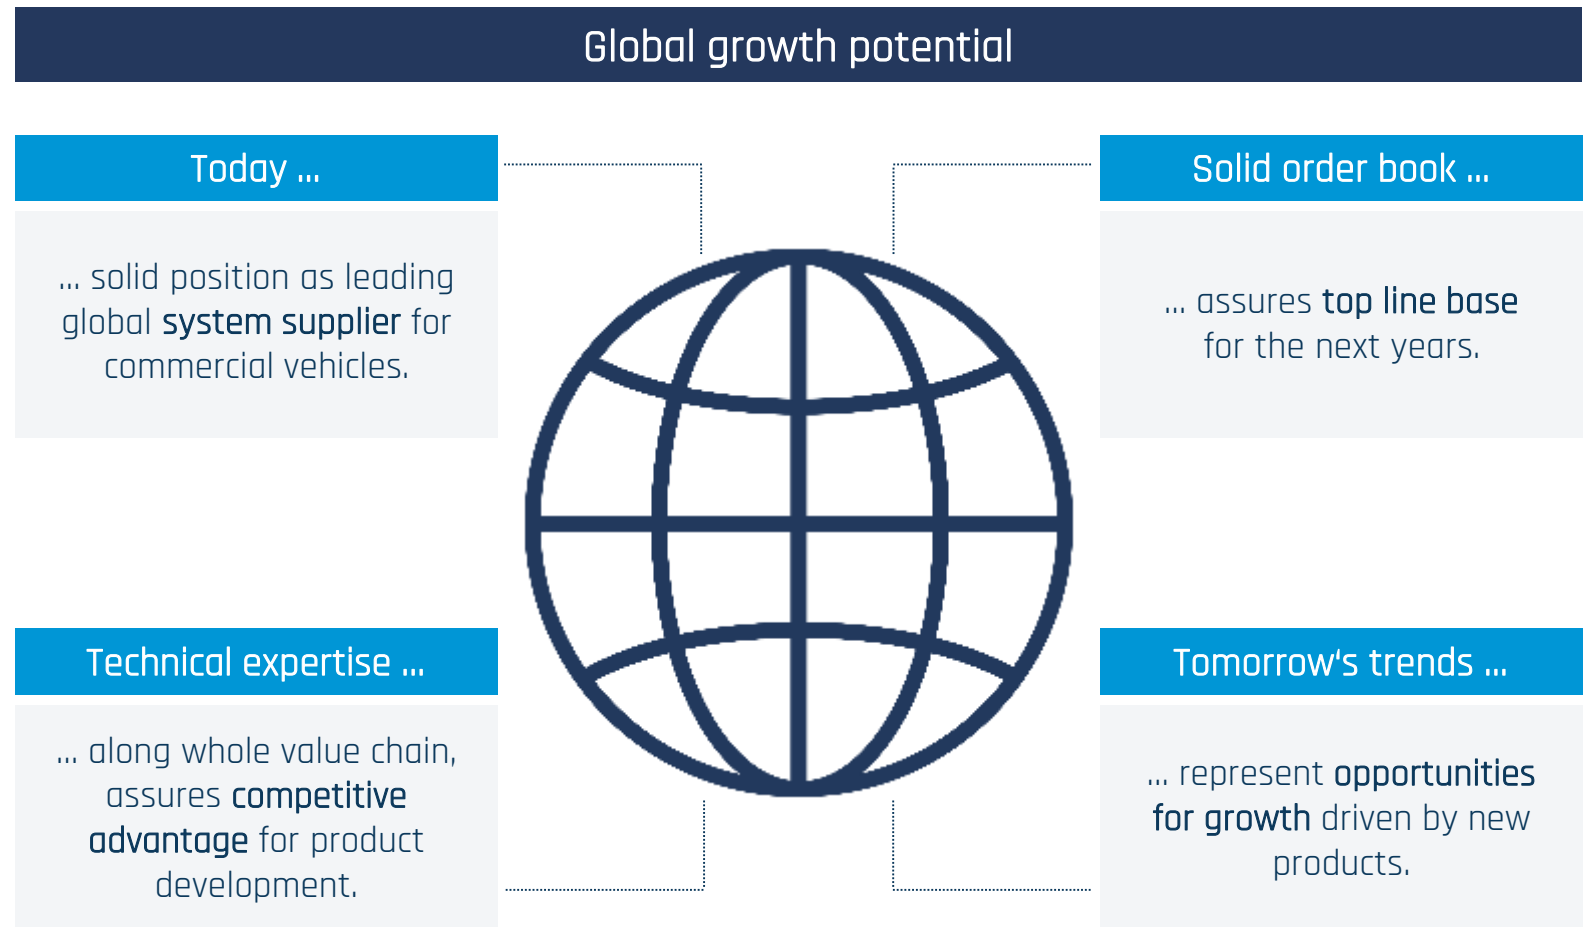 Global growth potential
Today ...
... solid position as leading
global system supplier for
commercial vehicles.
Solid order book ...
... assures top line base
for the next years.
Technical expertise ...
... along whole value chain,
assures competitive
advantage for product
development.
Tomorrow‘s trends ...
... represent opportunities
for growth driven by new
products.